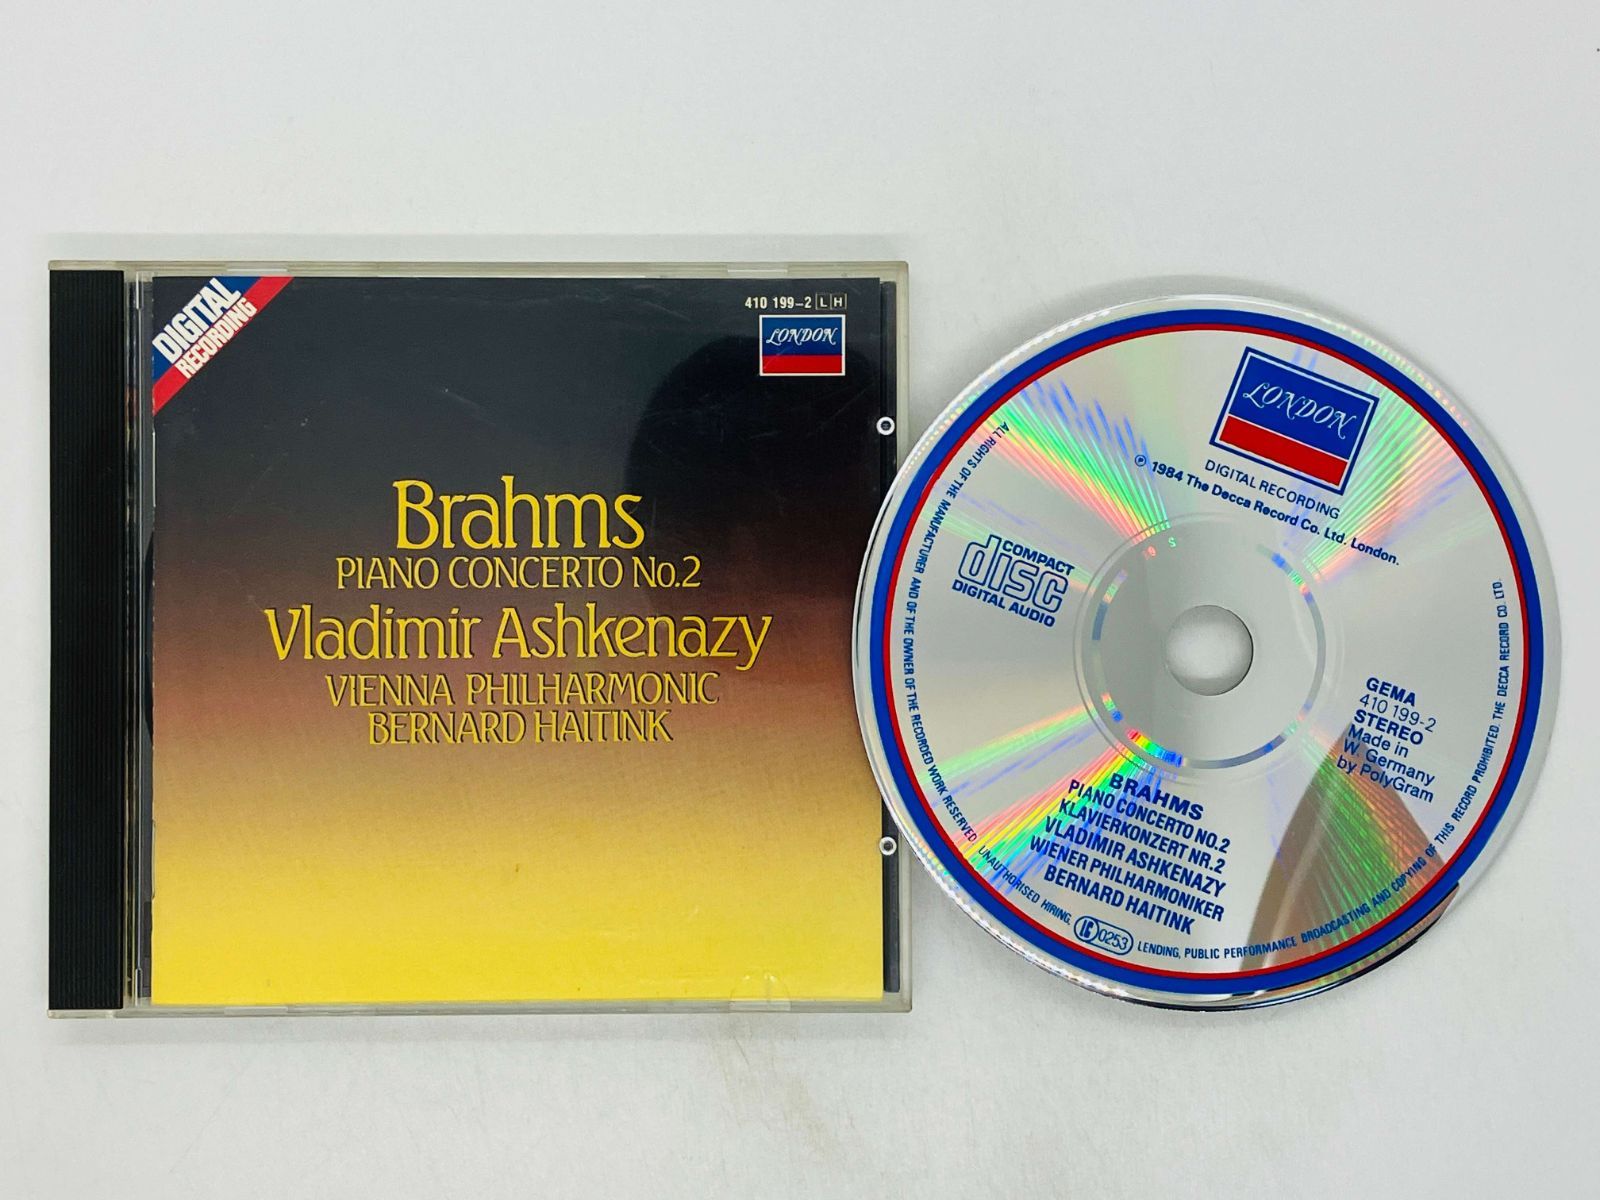 DIGITAL
RECORDING
410 199-2 LH
LONDON
Brahms
PIANO CONCERTO No.2
Vladimir Ashkenazy
VIENNA PHILHARMONIC
BERNARD HAITINK
LONDON
DIGITAL RECORDING
℗ 1984 The Decca Record Co. Ltd. London.
COMPACT
disc
DIGITAL AUDIO
GEMA
410 199-2
STEREO
Made in
W. Germany
by PolyGram
BRAHMS
PIANO CONCERTO NO.2
KLAVIERKONZERT NR.2
VLADIMIR ASHKENAZY
WIENER PHILHARMONIKER
BERNARD HAITINK
ALL RIGHTS OF THE MANUFACTURER AND OF THE OWNER OF THE RECORDED WORK RESERVED. UNAUTHORISED HIRING, LC 0253 LENDING, PUBLIC PERFORMANCE BROADCASTING AND COPYING OF THIS RECORD PROHIBITED. THE DECCA RECORD CO. LTD.